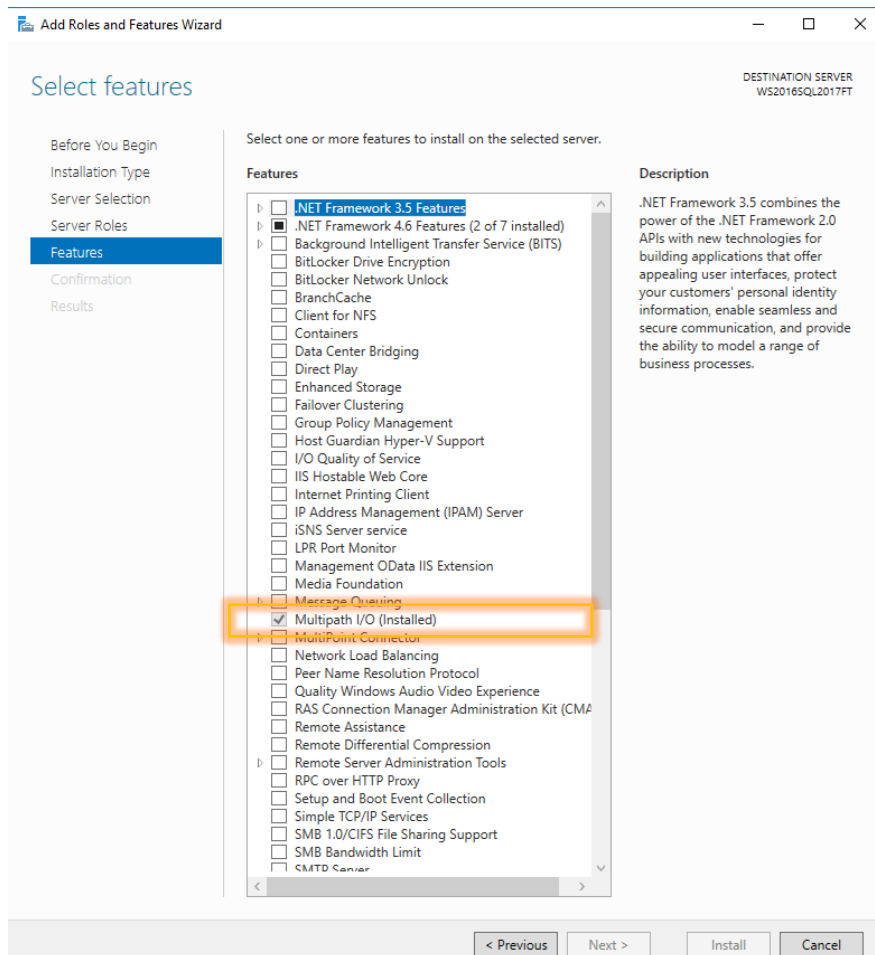 Add Roles and Features Wizard
Select features
DESTINATION SERVER
WS2016SQL2017FT
Before You Begin
Installation Type
Server Selection
Server Roles
Features
Confirmation
Results
Select one or more features to install on the selected server.
Features
.NET Framework 3.5 Features
.NET Framework 4.6 Features (2 of 7 installed)
Background Intelligent Transfer Service (BITS)
BitLocker Drive Encryption
BitLocker Network Unlock
BranchCache
Client for NFS
Containers
Data Center Bridging
Direct Play
Enhanced Storage
Failover Clustering
Group Policy Management
Host Guardian Hyper-V Support
I/O Quality of Service
IIS Hostable Web Core
Internet Printing Client
IP Address Management (IPAM) Server
iSNS Server service
LPR Port Monitor
Management OData IIS Extension
Media Foundation
Message Queuing
Multipath I/O (Installed)
MultiPoint Connector
Network Load Balancing
Peer Name Resolution Protocol
Quality Windows Audio Video Experience
RAS Connection Manager Administration Kit (CMA
Remote Assistance
Remote Differential Compression
Remote Server Administration Tools
RPC over HTTP Proxy
Setup and Boot Event Collection
Simple TCP/IP Services
SMB 1.0/CIFS File Sharing Support
SMB Bandwidth Limit
SMTP Server
Description
.NET Framework 3.5 combines the
power of the .NET Framework 2.0
APIs with new technologies for
building applications that offer
appealing user interfaces, protect
your customers' personal identity
information, enable seamless and
secure communication, and provide
the ability to model a range of
business processes.
< Previous
Next >
Install
Cancel